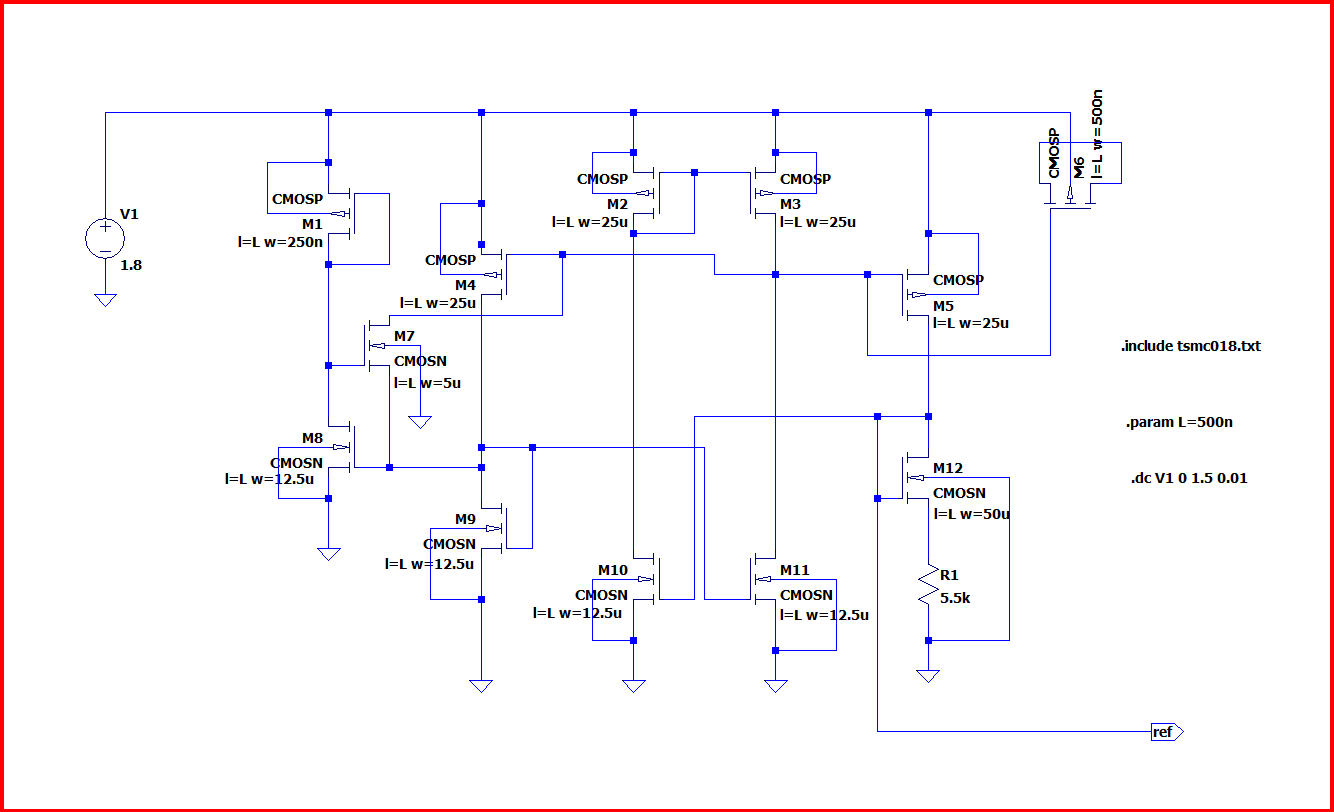 V1
1.8
CMOSP
M1
l=L w=250n
CMOSP
M2
l=L w=25u
CMOSP
M3
l=L w=25u
CMOSP
M4
l=L w=25u
CMOSP
M5
l=L w=25u
CMOSP
M6
l=L w=500n
M7
CMOSN
l=L w=5u
M8
CMOSN
l=L w=12.5u
M9
CMOSN
l=L w=12.5u
M10
CMOSN
l=L w=12.5u
M11
CMOSN
l=L w=12.5u
M12
CMOSN
l=L w=50u
R1
5.5k
.include tsmc018.txt
.param L=500n
.dc V1 0 1.5 0.01
ref